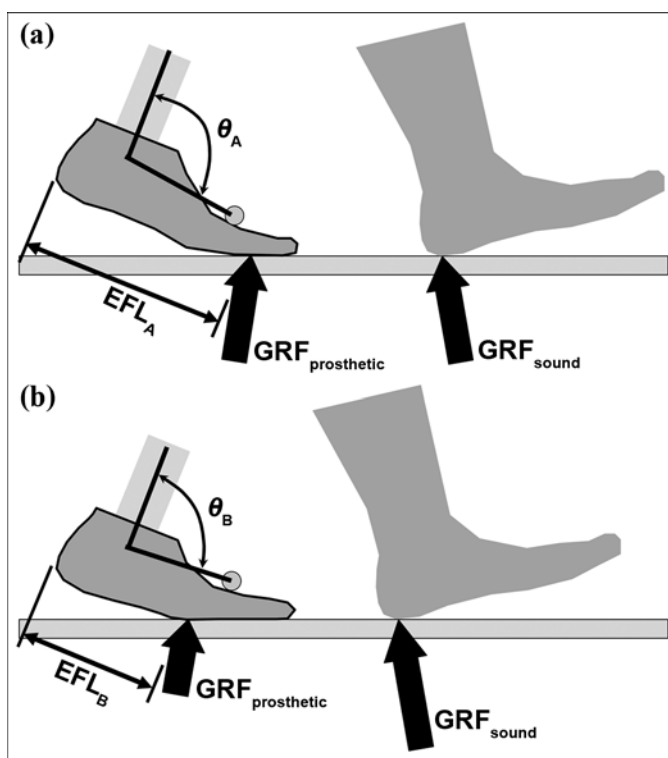 (a)
θA
EFLA
GRFprosthetic
GRFsound
(b)
θB
EFLB
GRFprosthetic
GRFsound